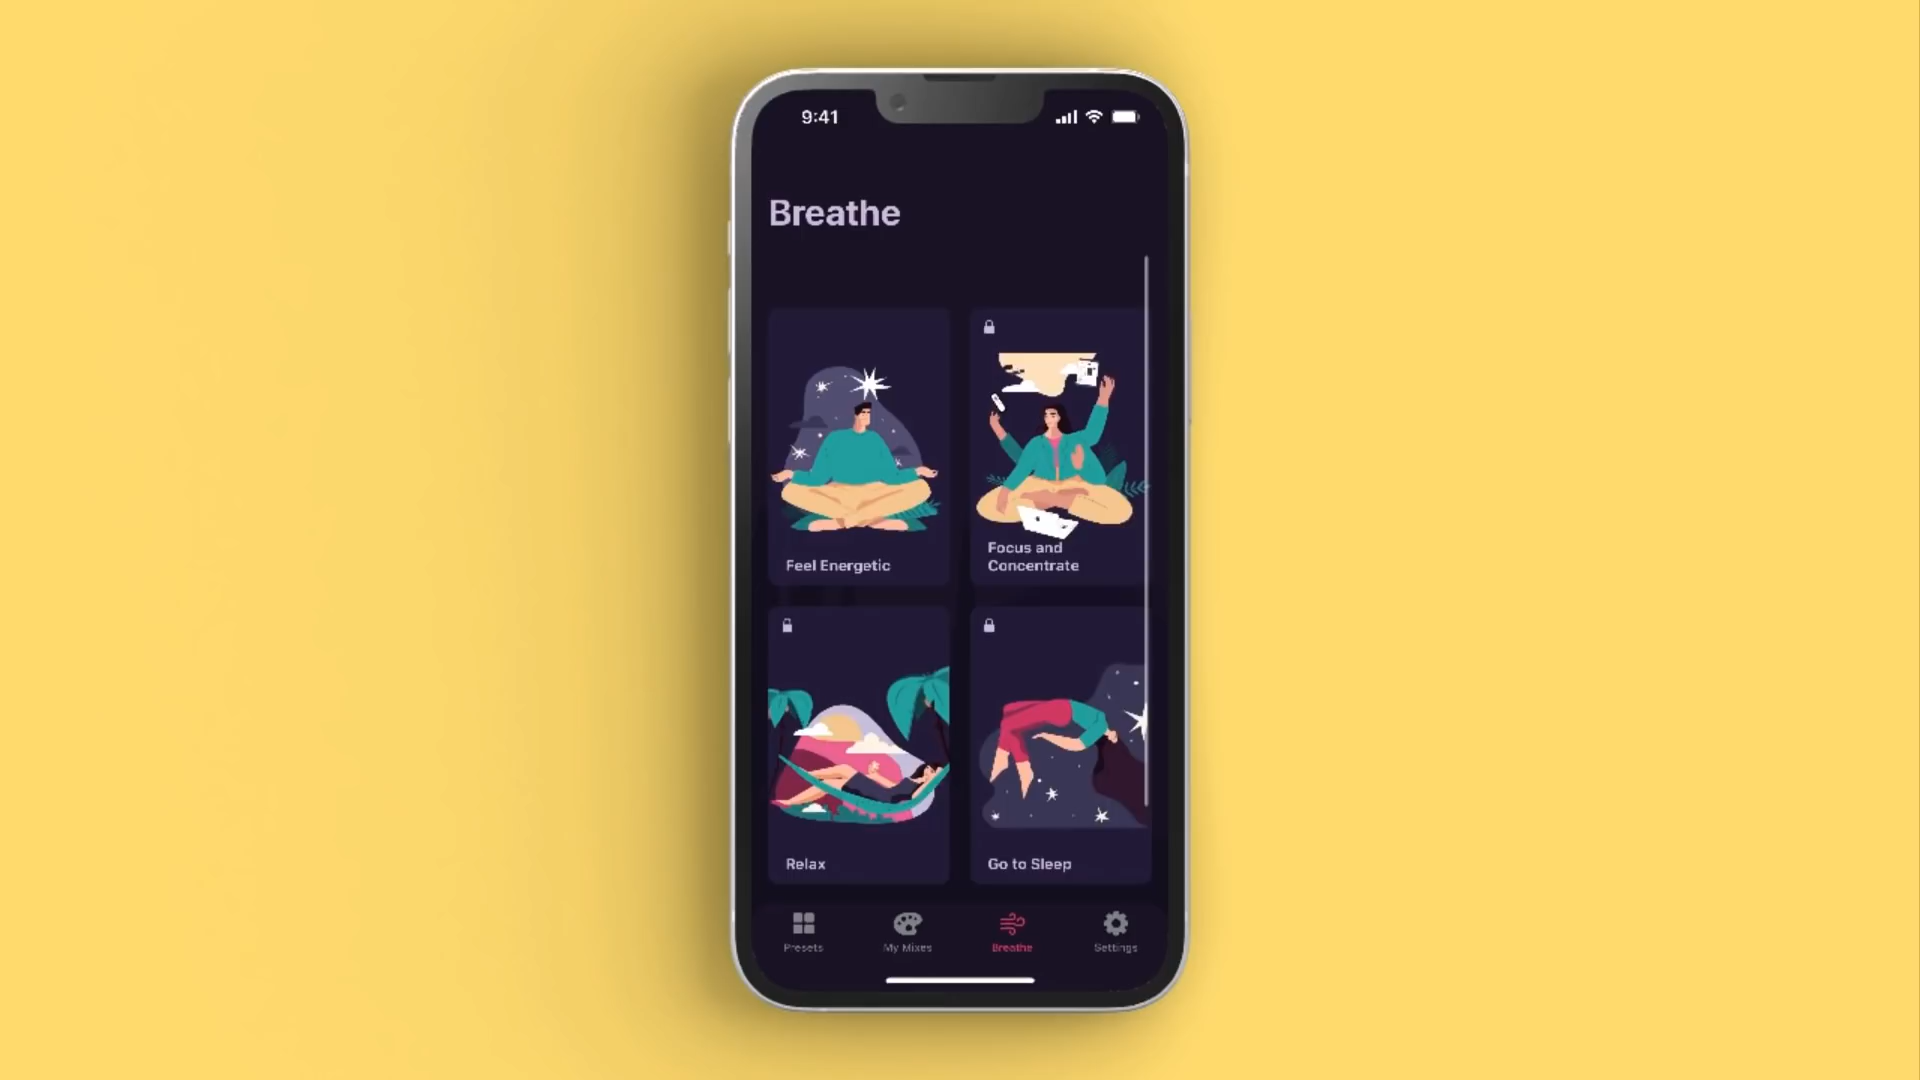 9:41
Breathe
Feel Energetic
Focus and
Concentrate
Relax
Go to Sleep
Presets
My Mixes
Breathe
Settings